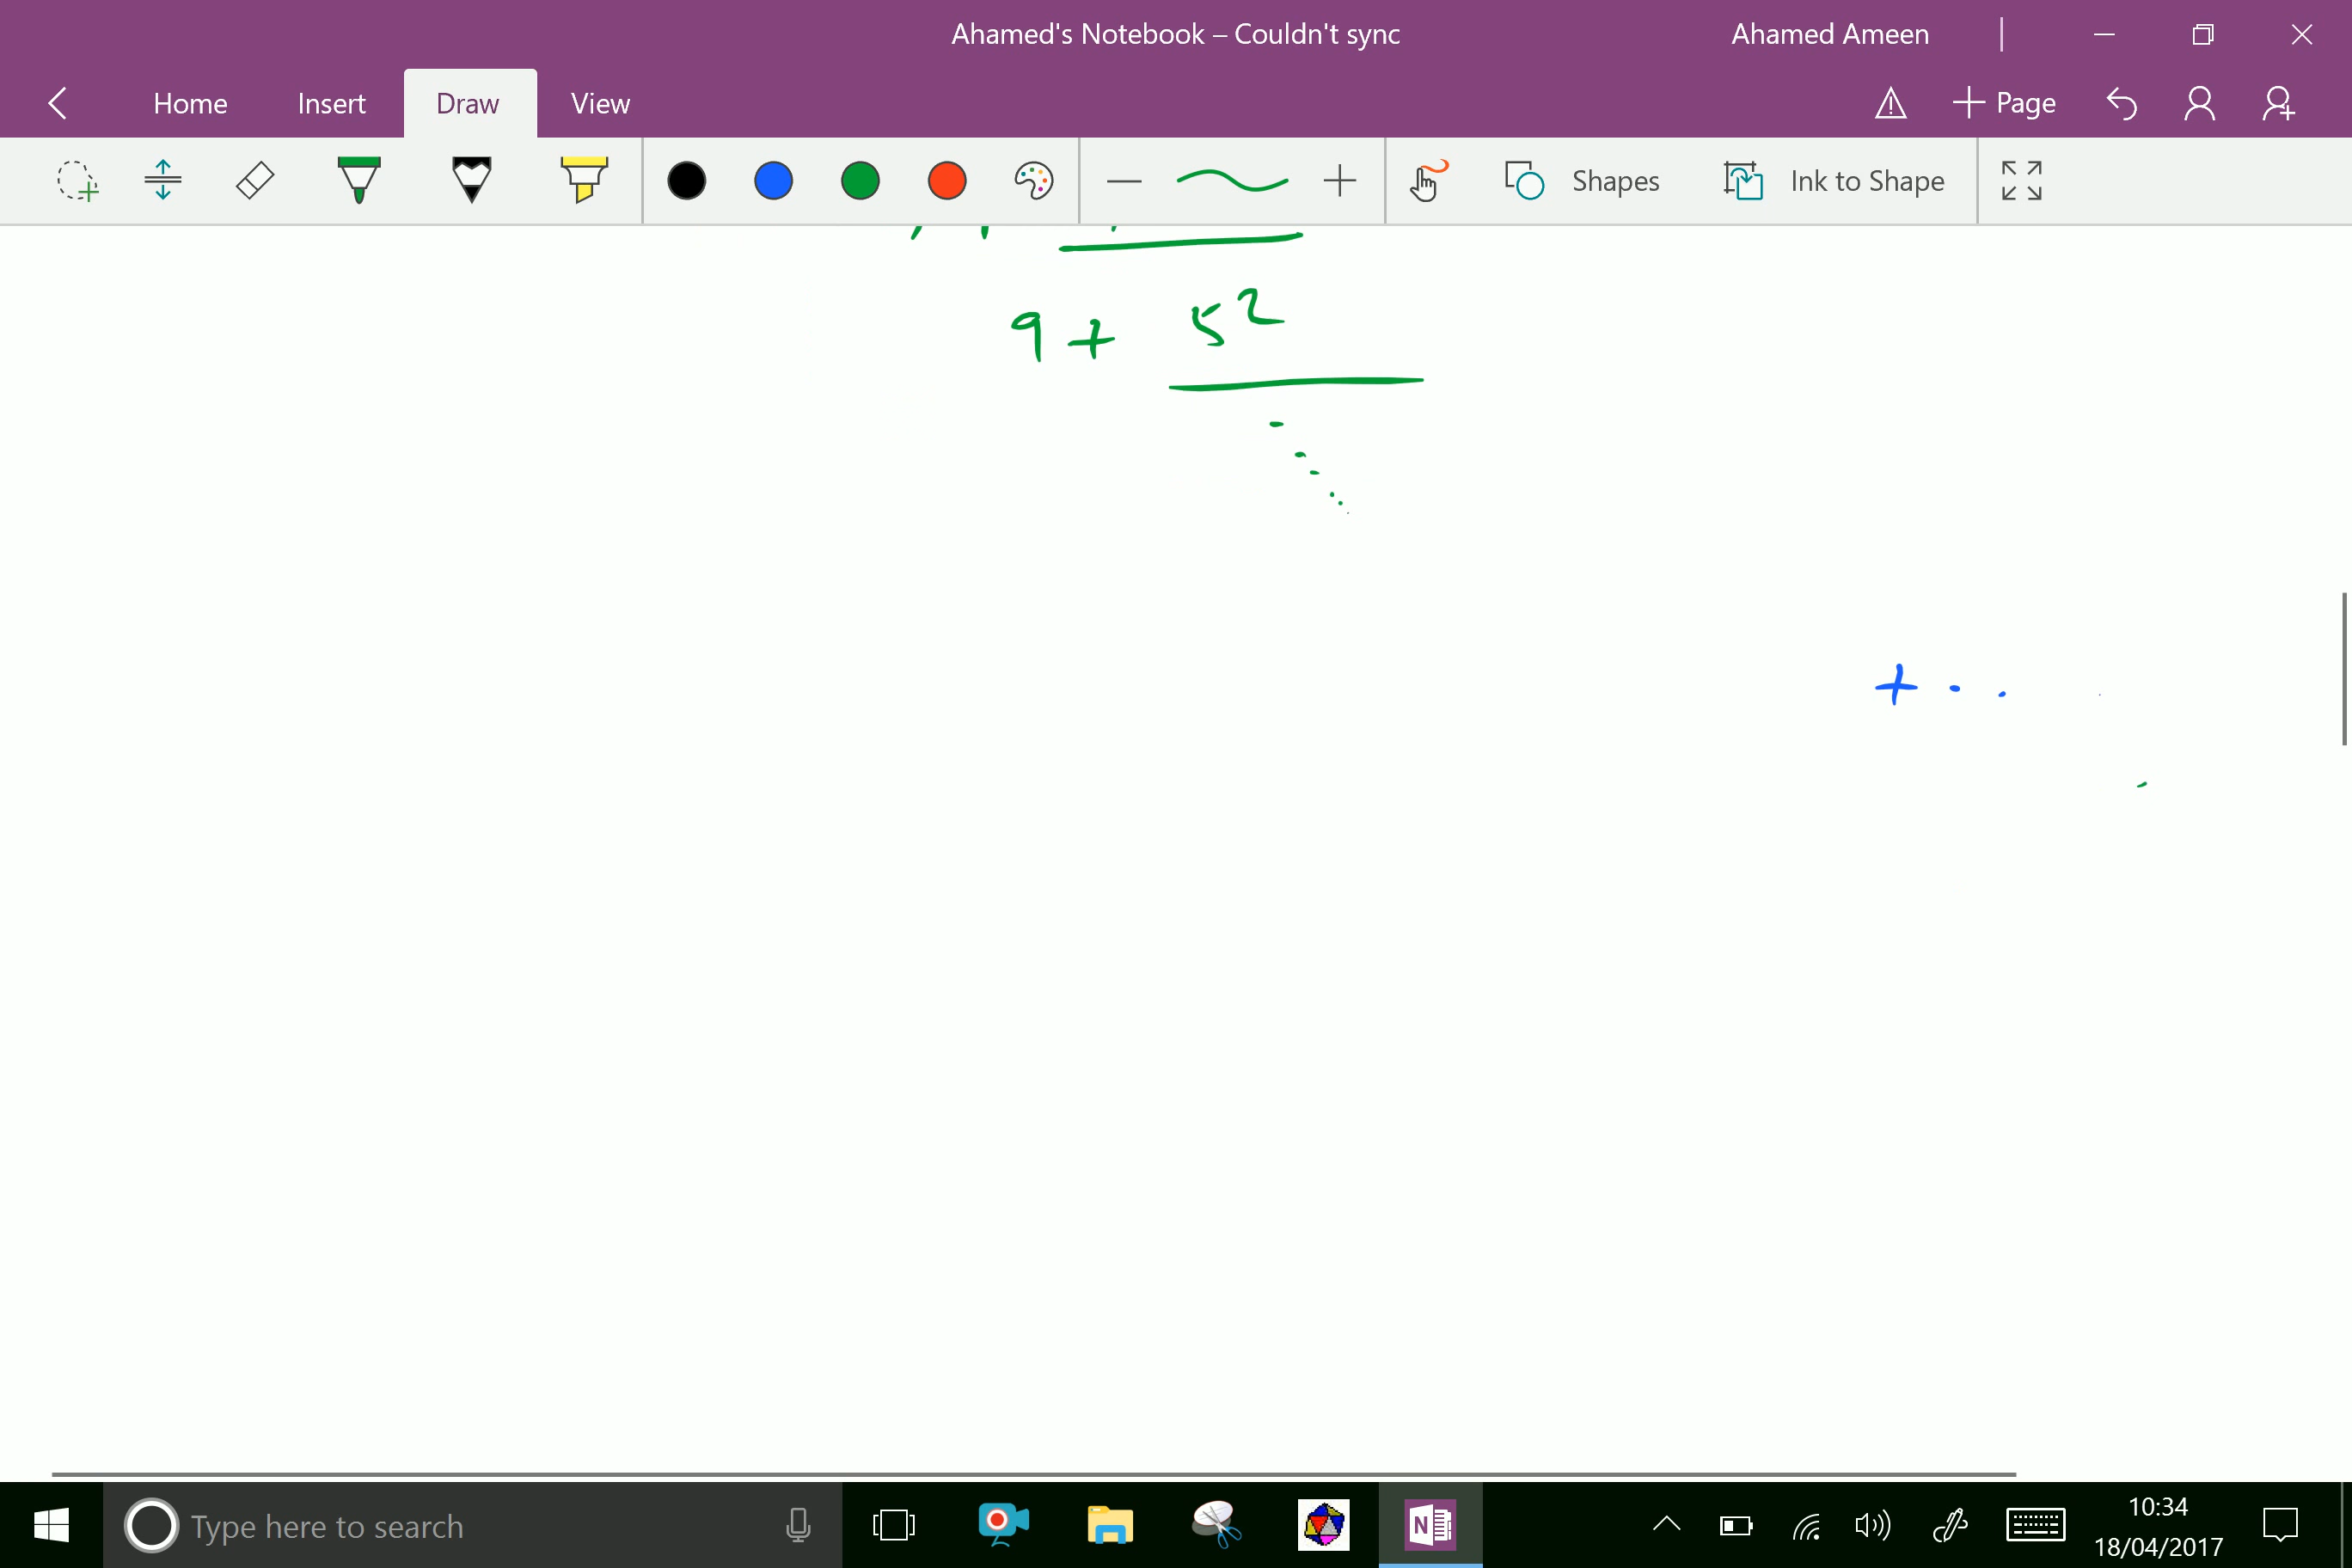 Ahamed's Notebook – Couldn't sync
Ahamed Ameen
Home Insert Draw View
Page
Shapes
Ink to Shape
9 + 5²
+ . .
Type here to search
N
10:34
18/04/2017